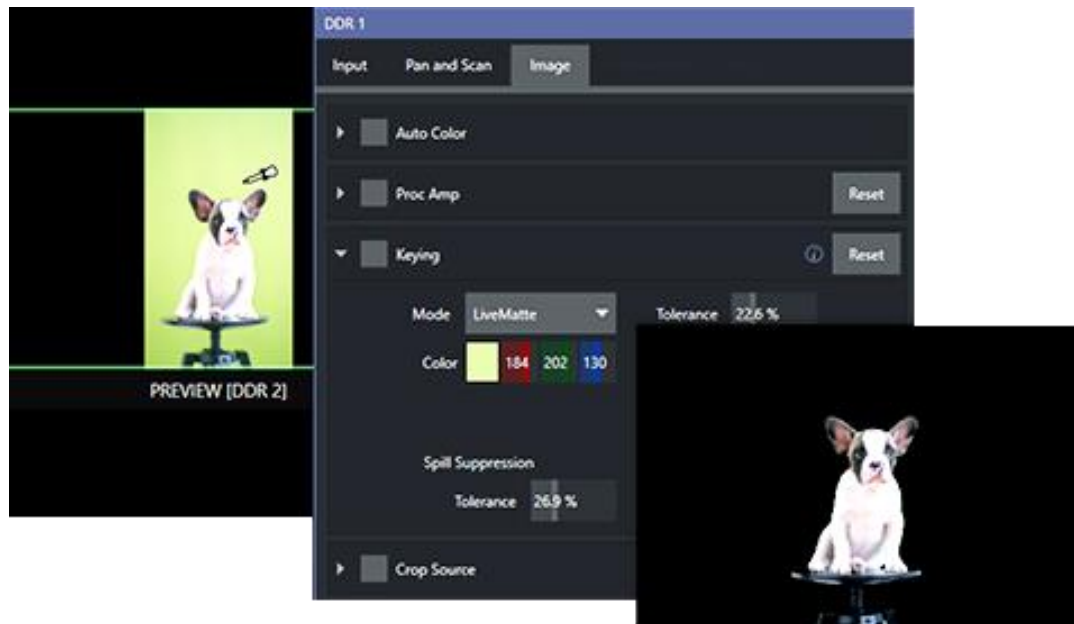 DDR 1
Input Pan and Scan Image
Auto Color
Proc Amp Reset
Keying Reset
Mode LiveMatte Tolerance 22.6 %
Color 184 202 130
PREVIEW [DDR 2]
Spill Suppression
Tolerance 26.9 %
Crop Source